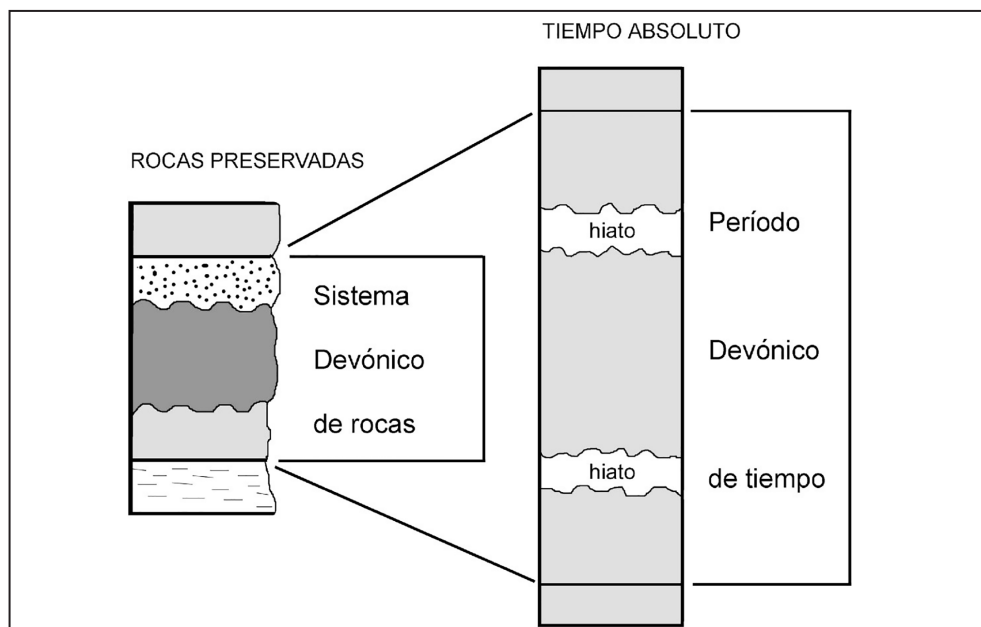 TIEMPO ABSOLUTO
ROCAS PRESERVADAS
Sistema
Devónico
de rocas
hiato
Período
Devónico
hiato
de tiempo